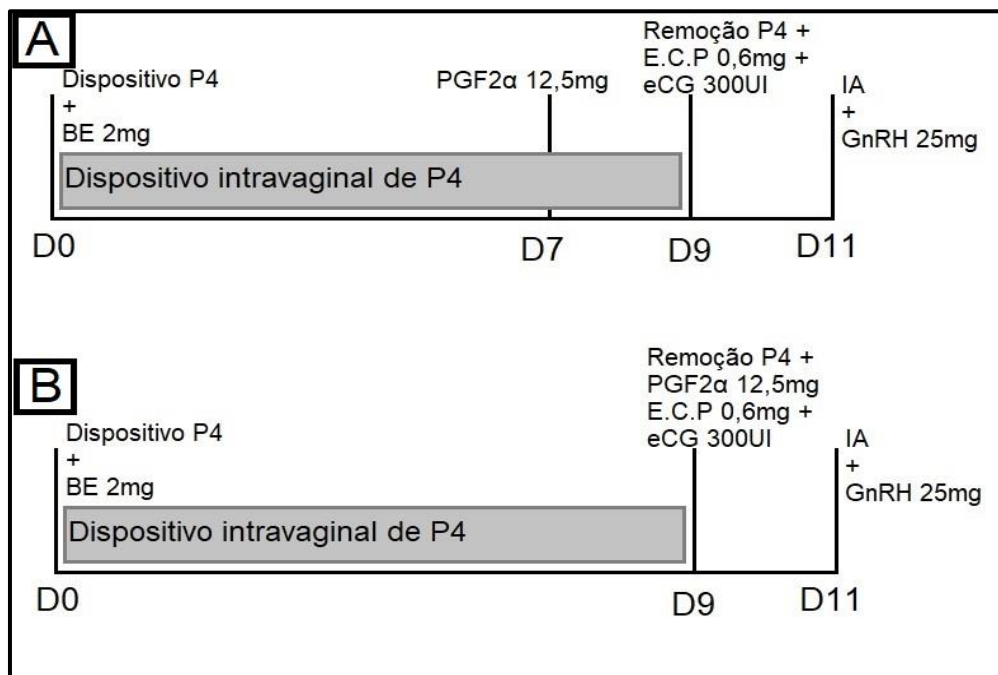 A
Dispositivo P4
+
BE 2mg
PGF2α 12,5mg
Remoção P4 +
E.C.P 0,6mg +
eCG 300UI
IA
+
GnRH 25mg
Dispositivo intravaginal de P4
D0
D7
D9
D11
B
Dispositivo P4
+
BE 2mg
Remoção P4 +
PGF2α 12,5mg
E.C.P 0,6mg +
eCG 300UI
IA
+
GnRH 25mg
Dispositivo intravaginal de P4
D0
D9
D11